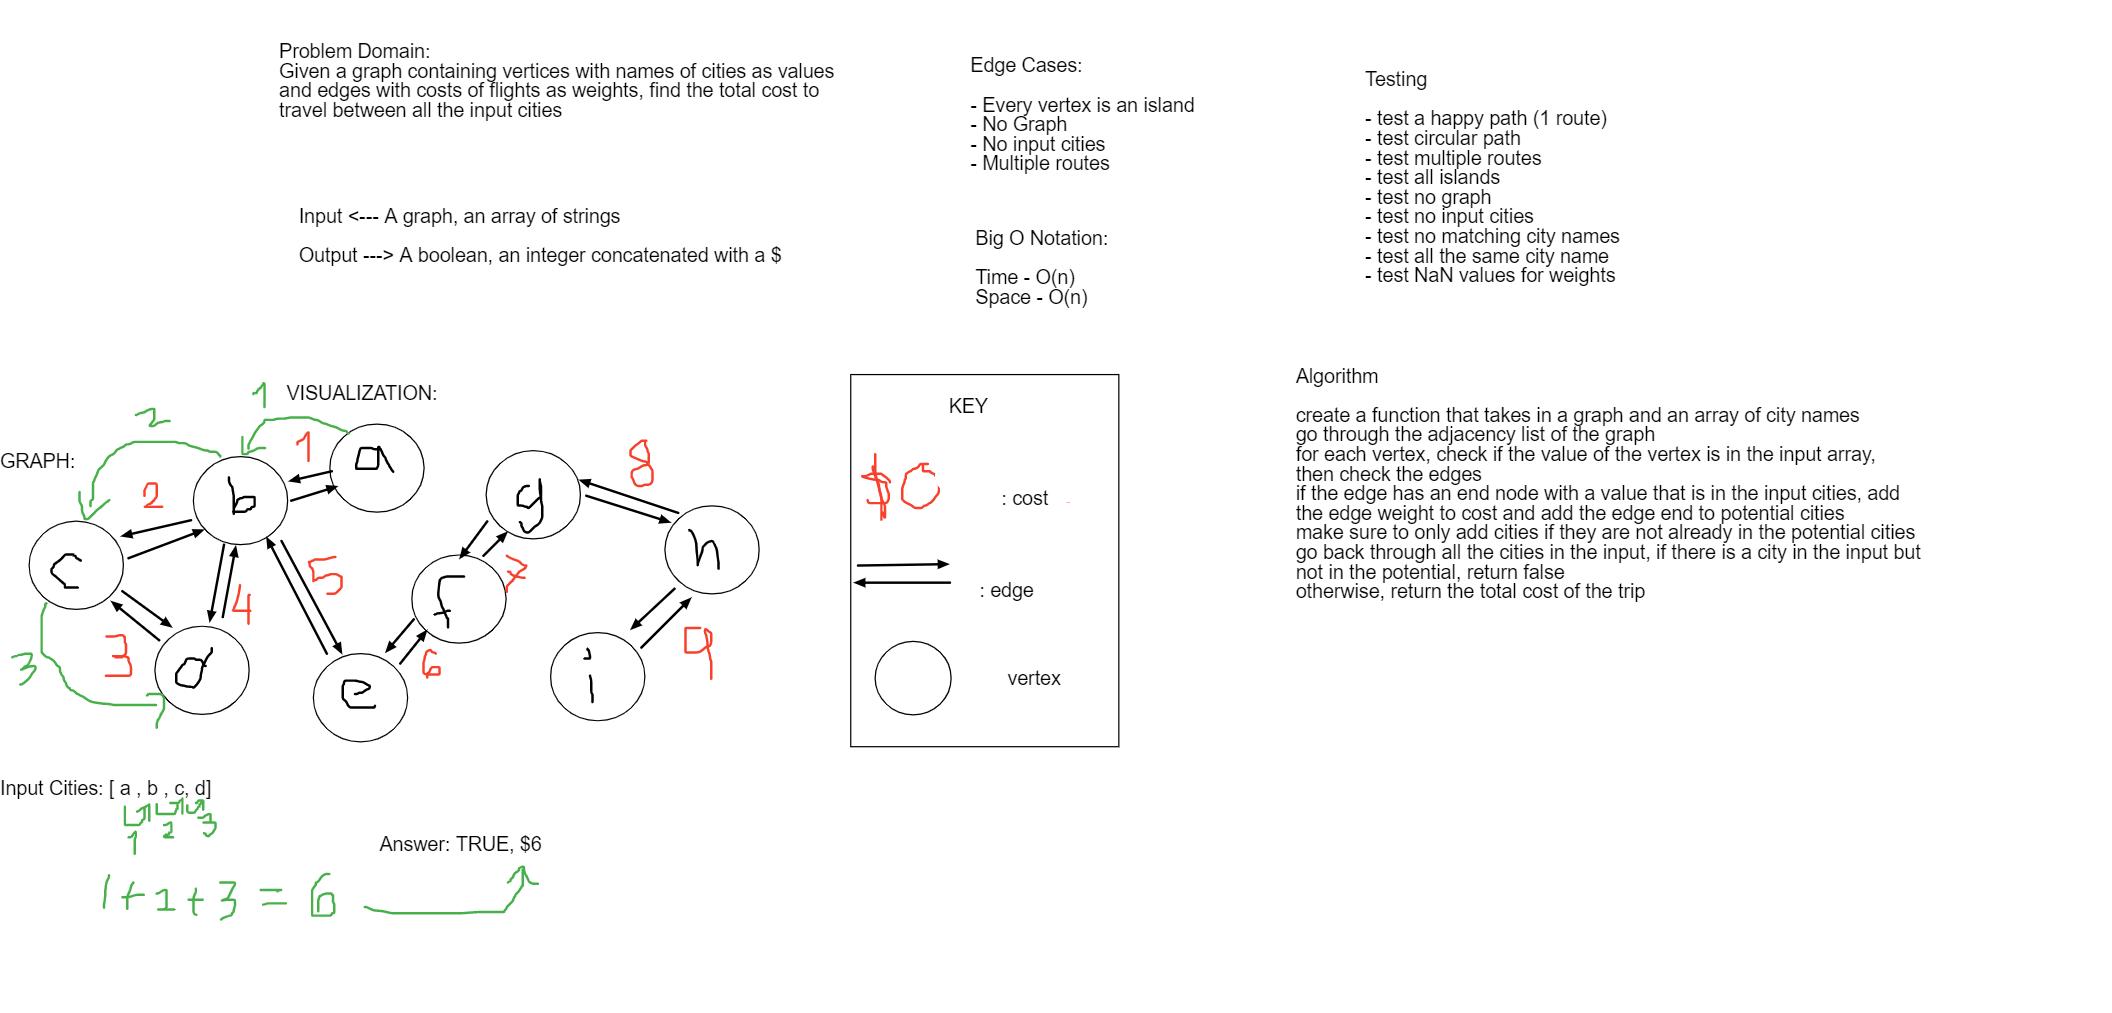 Problem Domain:
Given a graph containing vertices with names of cities as values
and edges with costs of flights as weights, find the total cost to
travel between all the input cities
Input <--- A graph, an array of strings
Output ---> A boolean, an integer concatenated with a $
Edge Cases:
- Every vertex is an island
- No Graph
- No input cities
- Multiple routes
Big O Notation:
Time - O(n)
Space - O(n)
Testing
- test a happy path (1 route)
- test circular path
- test multiple routes
- test all islands
- test no graph
- test no input cities
- test no matching city names
- test all the same city name
- test NaN values for weights
VISUALIZATION:
GRAPH:
1
2
1
a
2
b
c
3
3
d
4
5
e
6
f
7
g
8
h
9
i
KEY
$0
: cost
: edge
vertex
Algorithm
create a function that takes in a graph and an array of city names
go through the adjacency list of the graph
for each vertex, check if the value of the vertex is in the input array,
then check the edges
if the edge has an end node with a value that is in the input cities, add
the edge weight to cost and add the edge end to potential cities
make sure to only add cities if they are not already in the potential cities
go back through all the cities in the input, if there is a city in the input but
not in the potential, return false
otherwise, return the total cost of the trip
Input Cities: [ a , b , c, d]
1 2 3
Answer: TRUE, $6
1+2+3 = 6